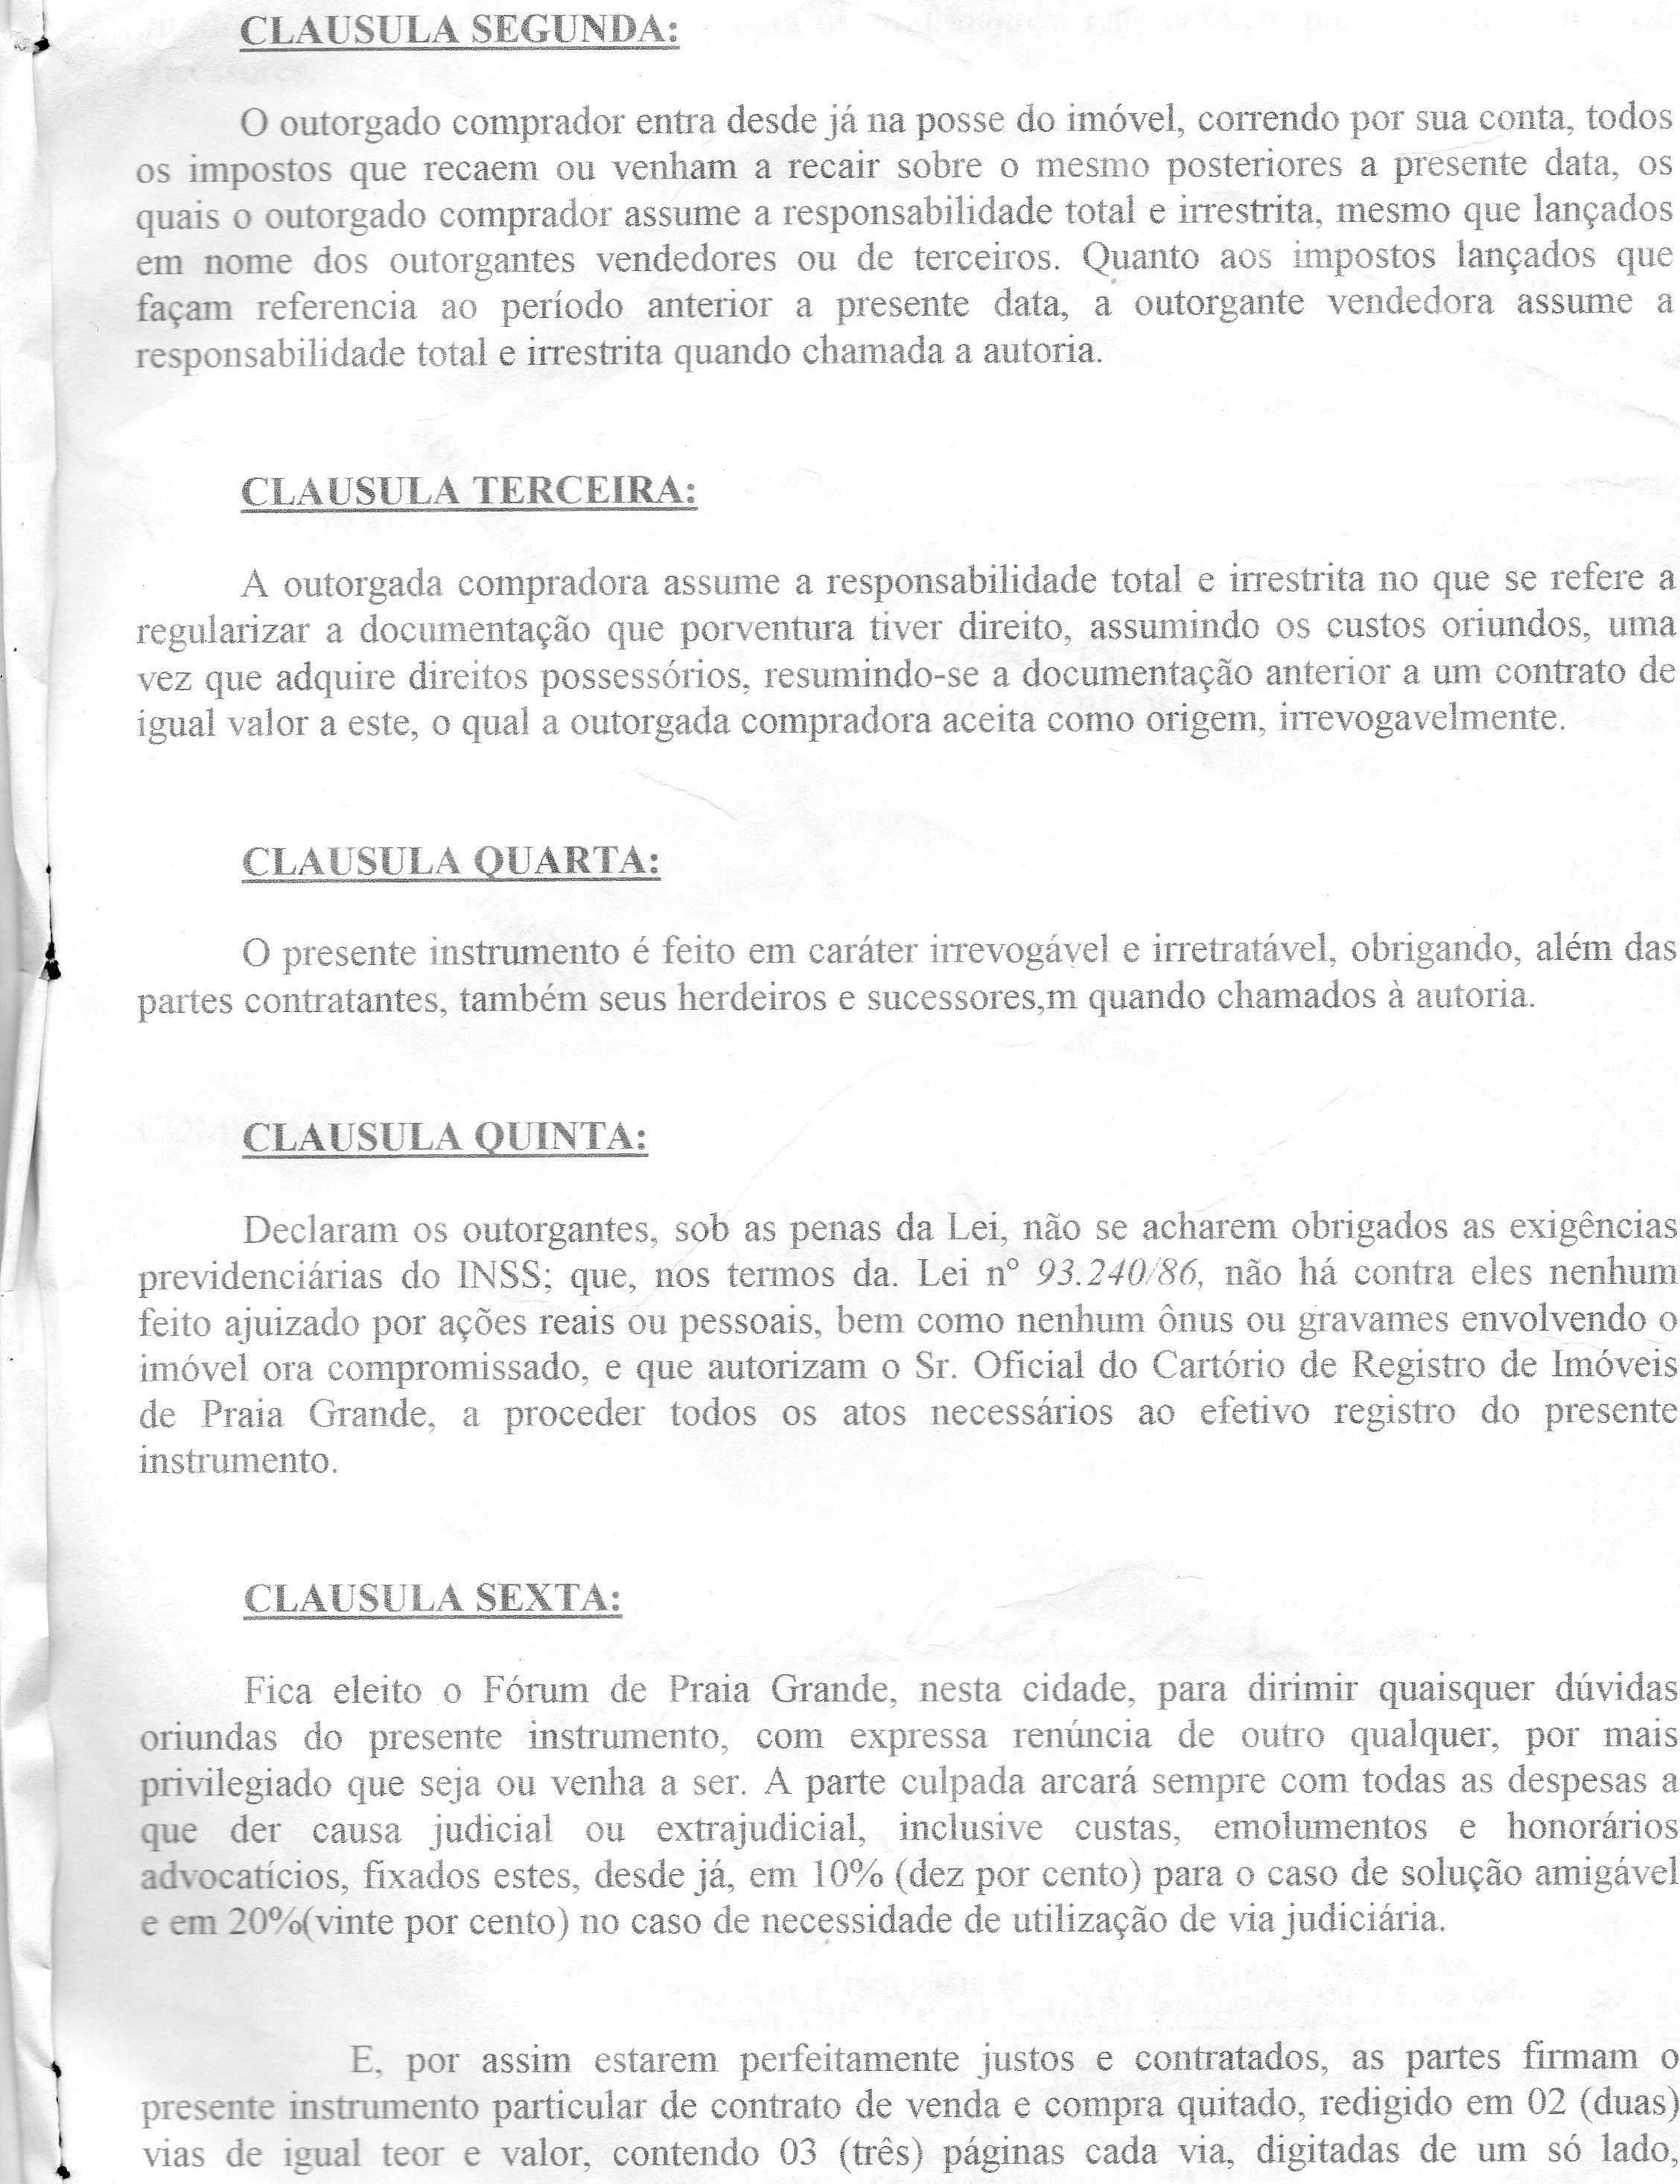 CLAUSULA SEGUNDA:
O outorgado comprador entra desde já na posse do imóvel, correndo por sua conta, todos
os impostos que recaem ou venham a recair sobre o mesmo posteriores a presente data, os
quais o outorgado comprador assume a responsabilidade total e irrestrita, mesmo que lançados
em nome dos outorgantes vendedores ou de terceiros. Quanto aos impostos lançados que
façam referencia ao período anterior a presente data, a outorgante vendedora assume a
responsabilidade total e irrestrita quando chamada a autoria.
CLAUSULA TERCEIRA:
A outorgada compradora assume a responsabilidade total e irrestrita no que se refere a
regularizar a documentação que porventura tiver direito, assumindo os custos oriundos, uma
vez que adquire direitos possessórios, resumindo-se a documentação anterior a um contrato de
igual valor a este, o qual a outorgada compradora aceita como origem, irrevogavelmente.
CLAUSULA QUARTA:
O presente instrumento é feito em caráter irrevogável e irretratável, obrigando, além das
partes contratantes, também seus herdeiros e sucessores,m quando chamados à autoria.
CLAUSULA QUINTA:
Declaram os outorgantes, sob as penas da Lei, não se acharem obrigados as exigências
previdenciárias do INSS; que, nos termos da. Lei nº 93.240/86, não há contra eles nenhum
feito ajuizado por ações reais ou pessoais, bem como nenhum ônus ou gravames envolvendo o
imóvel ora compromissado, e que autorizam o Sr. Oficial do Cartório de Registro de Imóveis
de Praia Grande, a proceder todos os atos necessários ao efetivo registro do presente
instrumento.
CLAUSULA SEXTA:
Fica eleito o Fórum de Praia Grande, nesta cidade, para dirimir quaisquer dúvidas
oriundas do presente instrumento, com expressa renúncia de outro qualquer, por mais
privilegiado que seja ou venha a ser. A parte culpada arcará sempre com todas as despesas a
que der causa judicial ou extrajudicial, inclusive custas, emolumentos e honorários
advocatícios, fixados estes, desde já, em 10% (dez por cento) para o caso de solução amigável
e em 20%(vinte por cento) no caso de necessidade de utilização de via judiciária.
E, por assim estarem perfeitamente justos e contratados, as partes firmam o
presente instrumento particular de contrato de venda e compra quitado, redigido em 02 (duas)
vias de igual teor e valor, contendo 03 (três) páginas cada via, digitadas de um só lado,